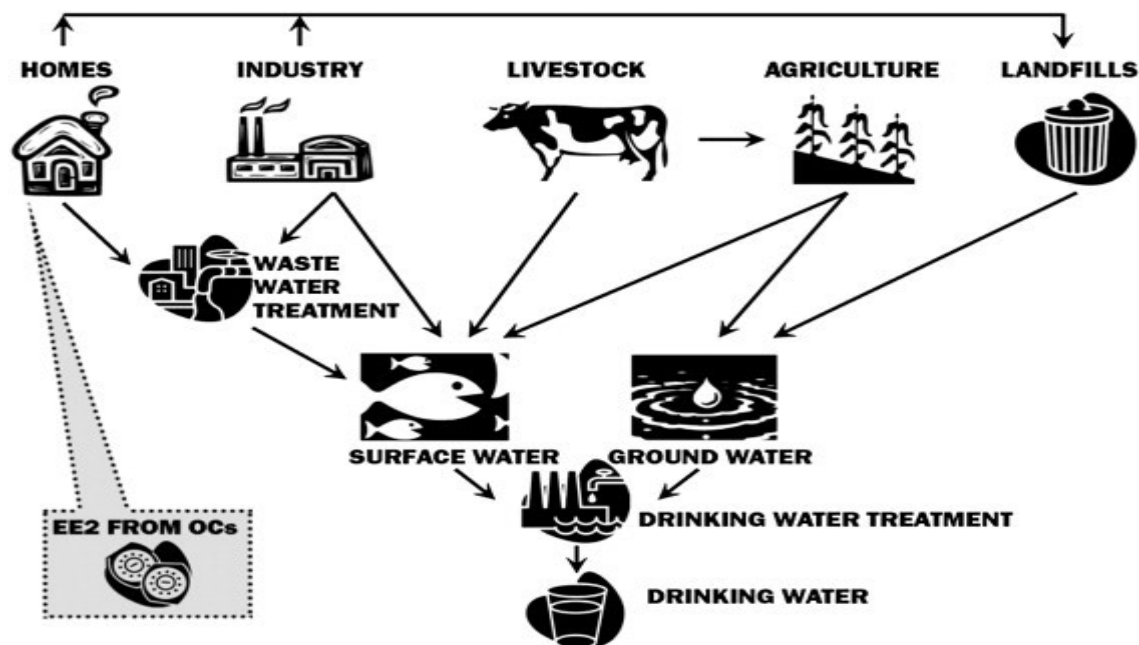 HOMES
INDUSTRY
LIVESTOCK
AGRICULTURE
LANDFILLS
WASTE
WATER
TREATMENT
SURFACE WATER
GROUND WATER
EE2 FROM OCs
DRINKING WATER TREATMENT
DRINKING WATER